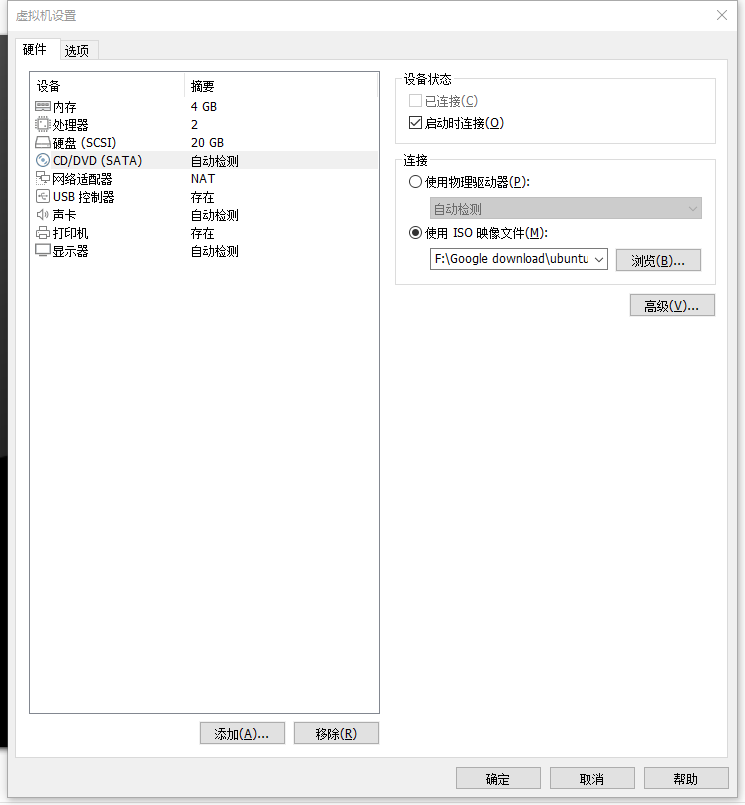 虚拟机设置
硬件 选项
设备 摘要
内存 4 GB
处理器 2
硬盘 (SCSI) 20 GB
CD/DVD (SATA) 自动检测
网络适配器 NAT
USB 控制器 存在
声卡 自动检测
打印机 存在
显示器 自动检测
添加(A)... 移除(R)
设备状态
已连接(C)
启动时连接(O)
连接
使用物理驱动器(P):
自动检测
使用 ISO 映像文件(M):
F:\Google download\ubuntu 浏览(B)...
高级(V)...
确定 取消 帮助